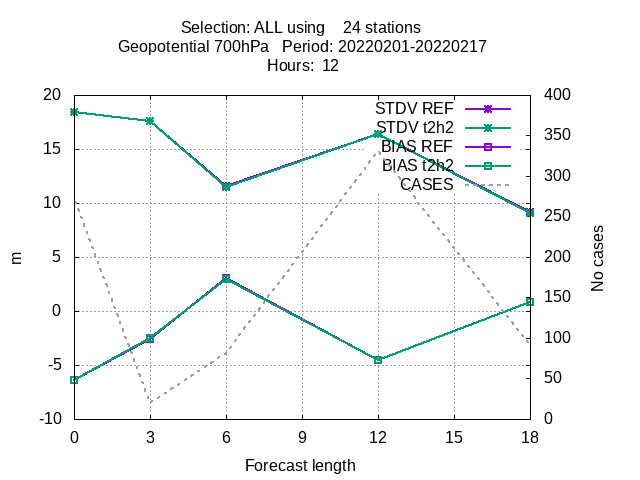 Selection: ALL using    24 stations
Geopotential 700hPa   Period: 20220201-20220217
Hours:  12
20
15
10
5
0
-5
-10
m
400
350
300
250
200
150
100
50
0
No cases
STDV REF
STDV t2h2
BIAS REF
BIAS t2h2
CASES
0 3 6 9 12 15 18
Forecast length